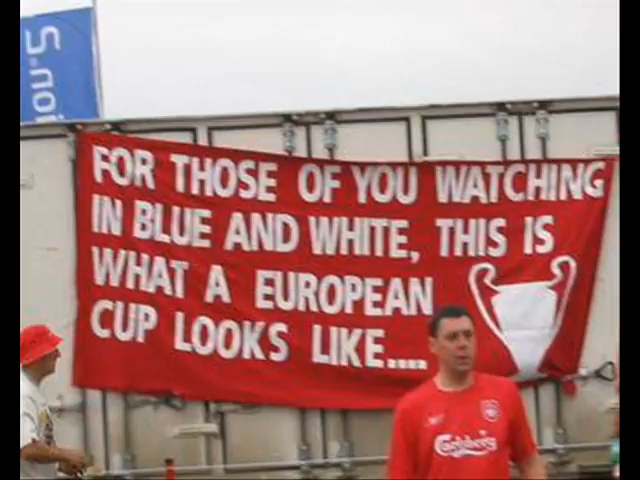 FOR THOSE OF YOU WATCHING
IN BLUE AND WHITE, THIS IS
WHAT A EUROPEAN
CUP LOOKS LIKE....
Carlsberg